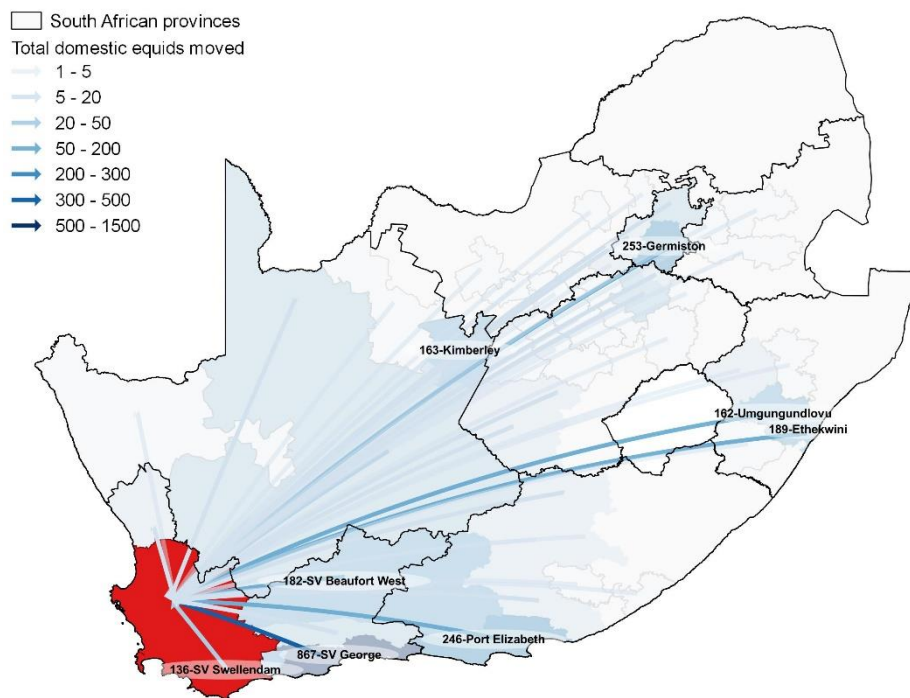 South African provinces
Total domestic equids moved
1 - 5
5 - 20
20 - 50
50 - 200
200 - 300
300 - 500
500 - 1500
253-Germiston
163-Kimberley
162-Umgungundlovu
189-Ethekwini
182-SV Beaufort West
246-Port Elizabeth
867-SV George
136-SV Swellendam